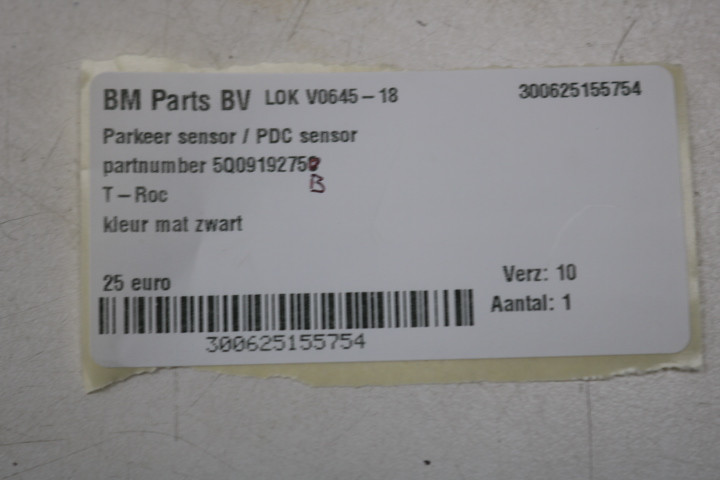 BM Parts BV LOK V0645-18 300625155754
Parkeer sensor / PDC sensor
partnumber 5Q0919275
B
T-Roc
kleur mat zwart
25 euro Verz: 10
Aantal: 1
300625155754